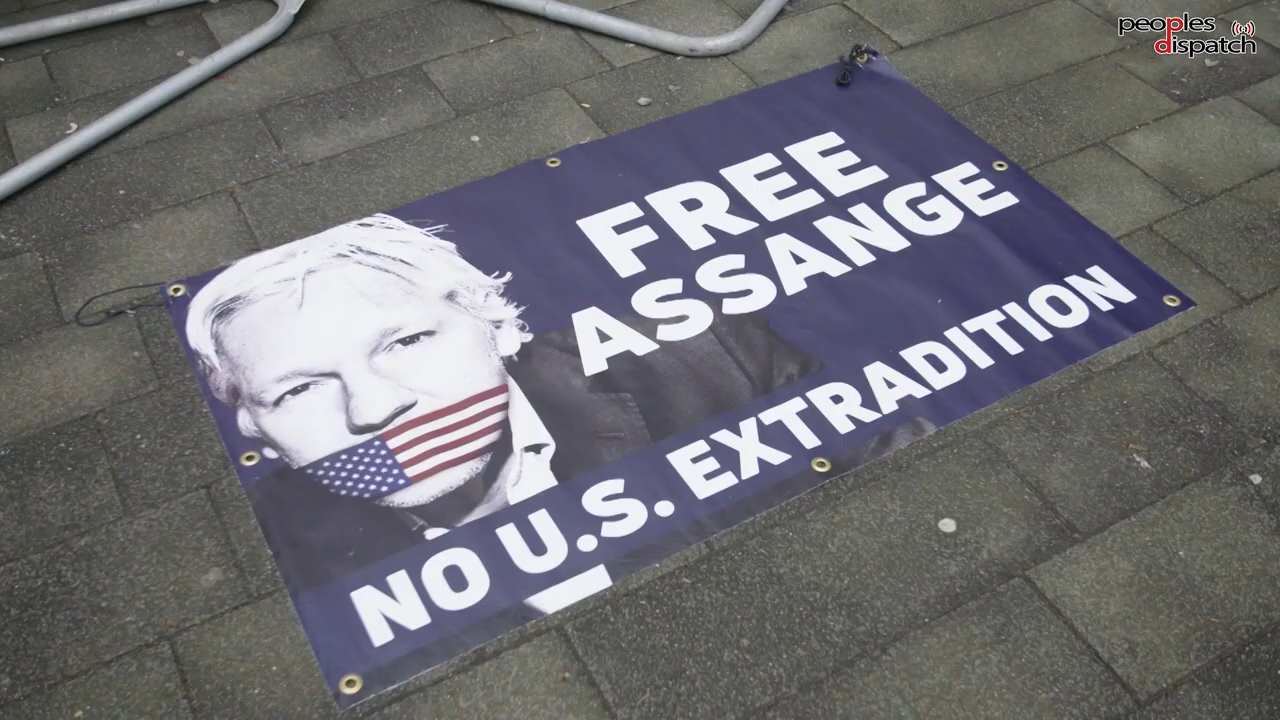 peoples
dispatch
FREE
ASSANGE
NO U.S. EXTRADITION